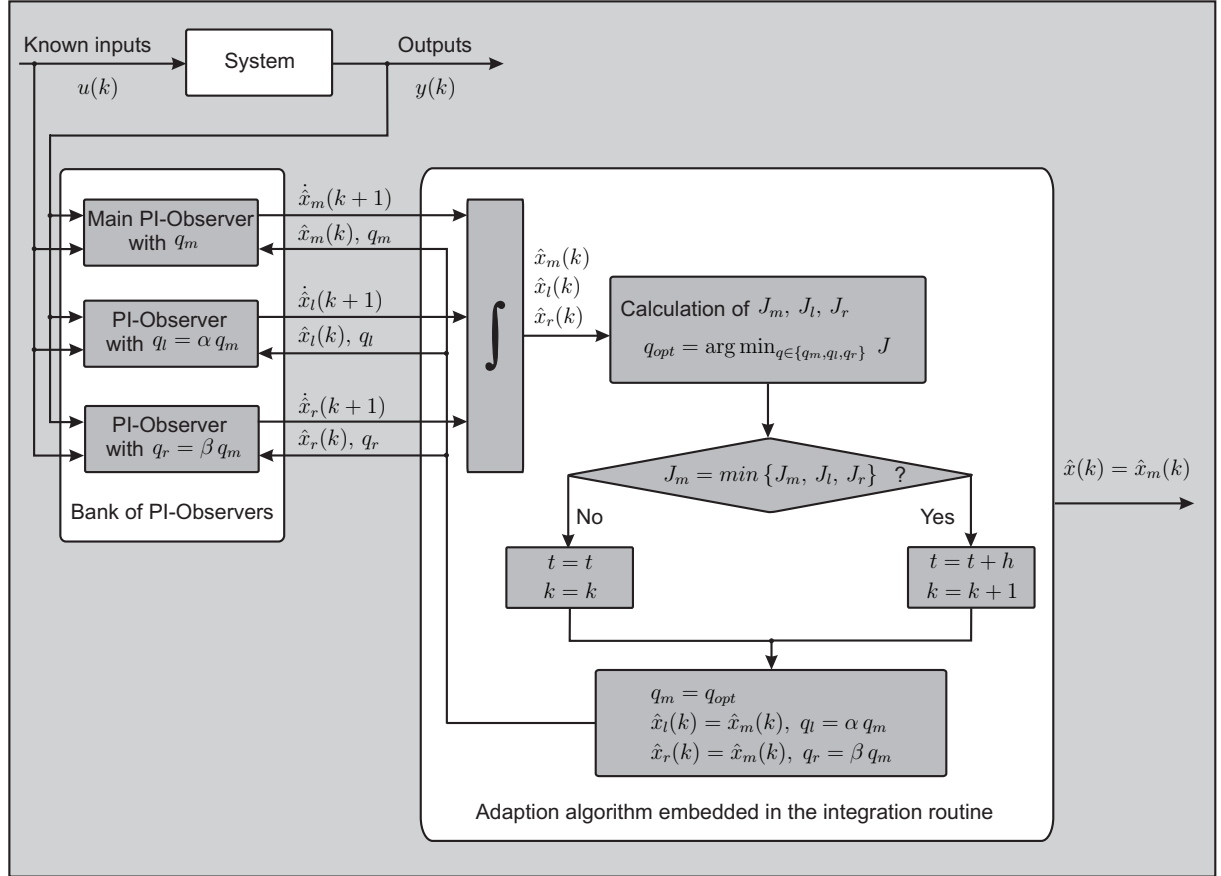 Known inputs
u(k)
System
Outputs
y(k)
Main PI-Observer
with q_m
PI-Observer
with q_l = α q_m
PI-Observer
with q_r = β q_m
Bank of PI-Observers
\dot{\hat{x}}_m(k + 1)
\hat{x}_m(k), q_m
\dot{\hat{x}}_l(k + 1)
\hat{x}_l(k), q_l
\dot{\hat{x}}_r(k + 1)
\hat{x}_r(k), q_r
∫
\hat{x}_m(k)
\hat{x}_l(k)
\hat{x}_r(k)
Calculation of J_m, J_l, J_r
q_{opt} = arg min_{q∈{q_m,q_l,q_r}} J
J_m = min {J_m, J_l, J_r} ?
No
Yes
t = t
k = k
t = t + h
k = k + 1
q_m = q_{opt}
\hat{x}_l(k) = \hat{x}_m(k), q_l = α q_m
\hat{x}_r(k) = \hat{x}_m(k), q_r = β q_m
Adaption algorithm embedded in the integration routine
\hat{x}(k) = \hat{x}_m(k)